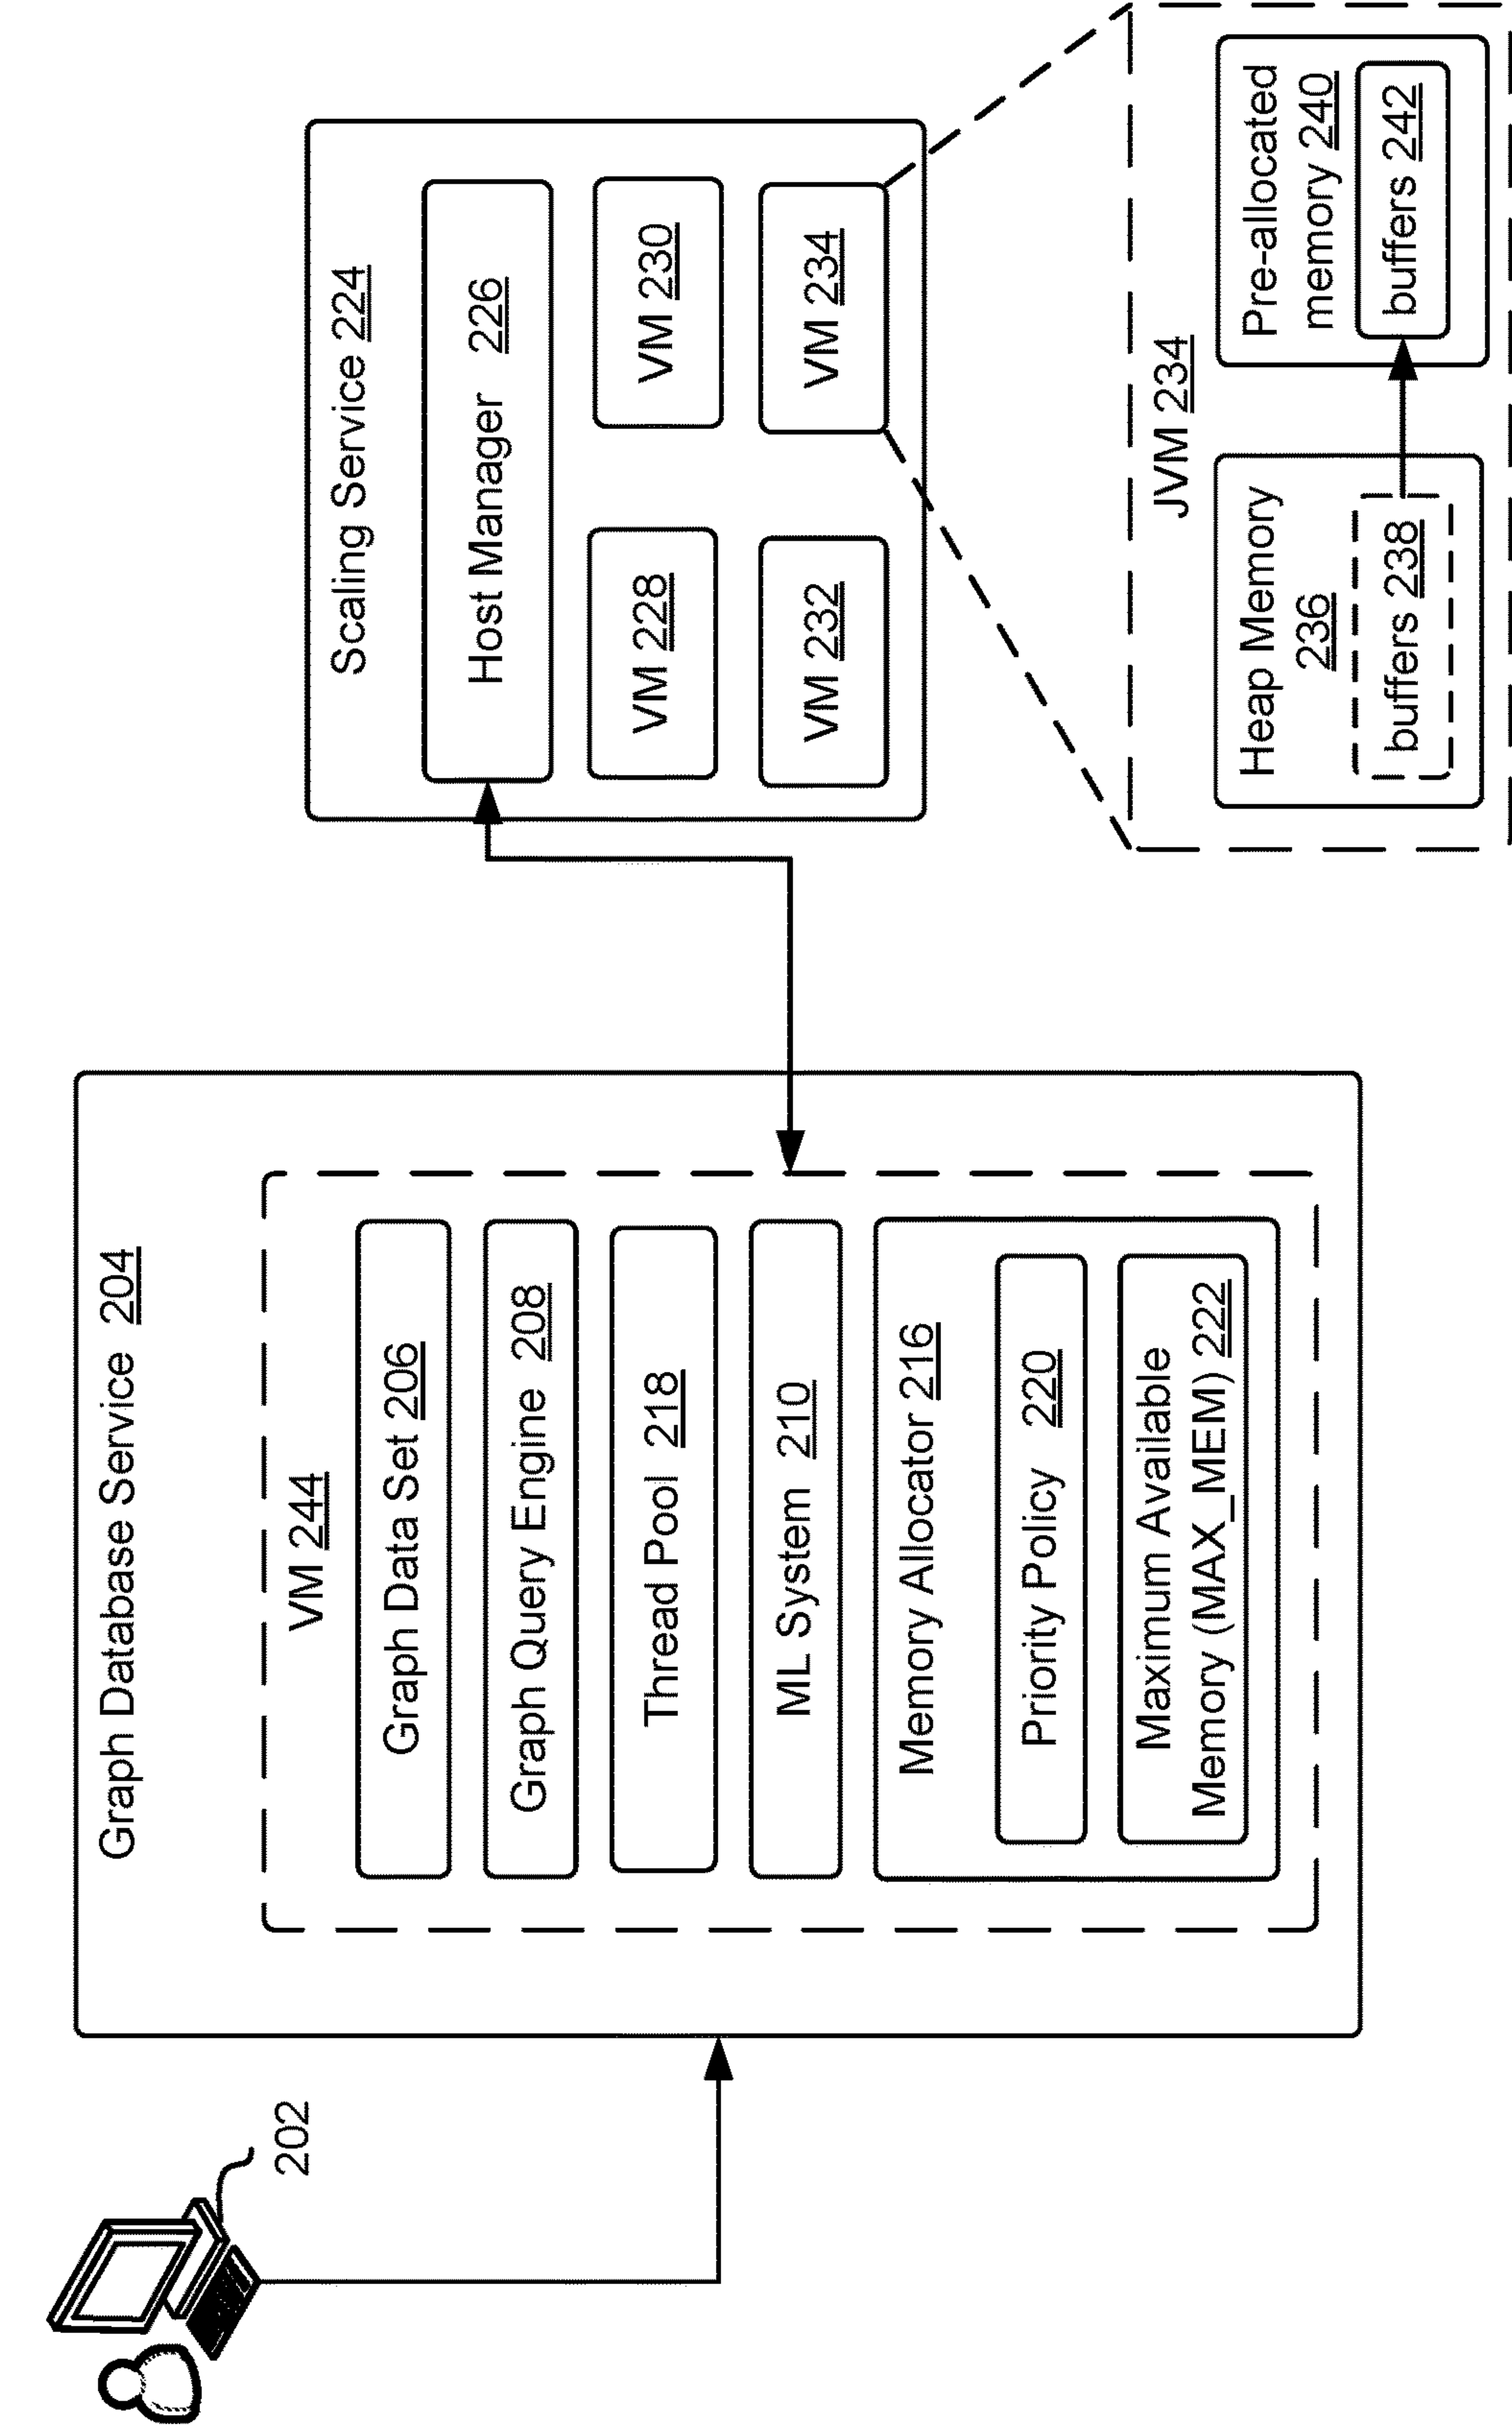 202
Graph Database Service 204
VM 244
Graph Data Set 206
Graph Query Engine 208
Thread Pool 218
ML System 210
Memory Allocator 216
Priority Policy 220
Maximum Available
Memory (MAX_MEM) 222
Scaling Service 224
Host Manager 226
VM 228
VM 230
VM 232
VM 234
JVM 234
Heap Memory
236
buffers 238
Pre-allocated
memory 240
buffers 242